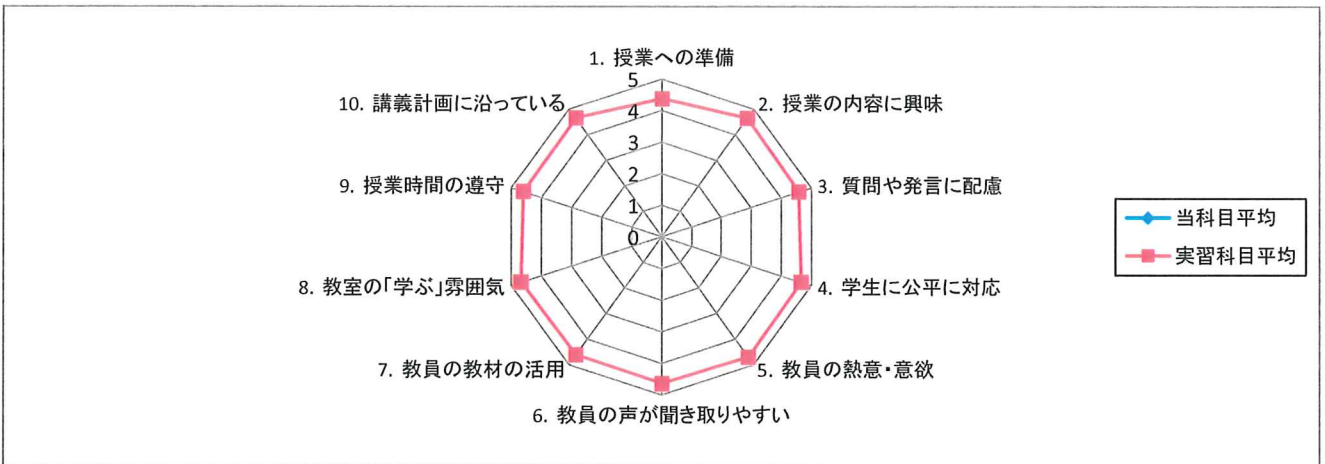 1. 授業への準備
2. 授業の内容に興味
3. 質問や発言に配慮
4. 学生に公平に対応
5. 教員の熱意・意欲
6. 教員の声が聞き取りやすい
7. 教員の教材の活用
8. 教室の「学ぶ」雰囲気
9. 授業時間の遵守
10. 講義計画に沿っている
5
4
3
2
1
0
当科目平均
実習科目平均